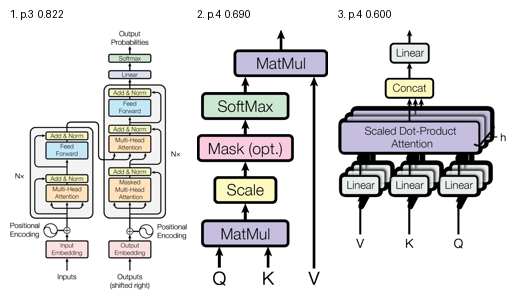 1. p.3 0.822
Output
Probabilities
Softmax
Linear
Add & Norm
Feed
Forward
Add & Norm
Multi-Head
Attention
Add & Norm
Masked
Multi-Head
Attention
Nx
Add & Norm
Feed
Forward
Add & Norm
Multi-Head
Attention
N×
Positional
Encoding
Positional
Encoding
Input
Embedding
Output
Embedding
Inputs
Outputs
(shifted right)
2. p.4 0.690
MatMul
SoftMax
Mask (opt.)
Scale
MatMul
Q K V
3. p.4 0.600
Linear
Concat
Scaled Dot-Product
Attention
h
Linear Linear Linear
V K Q